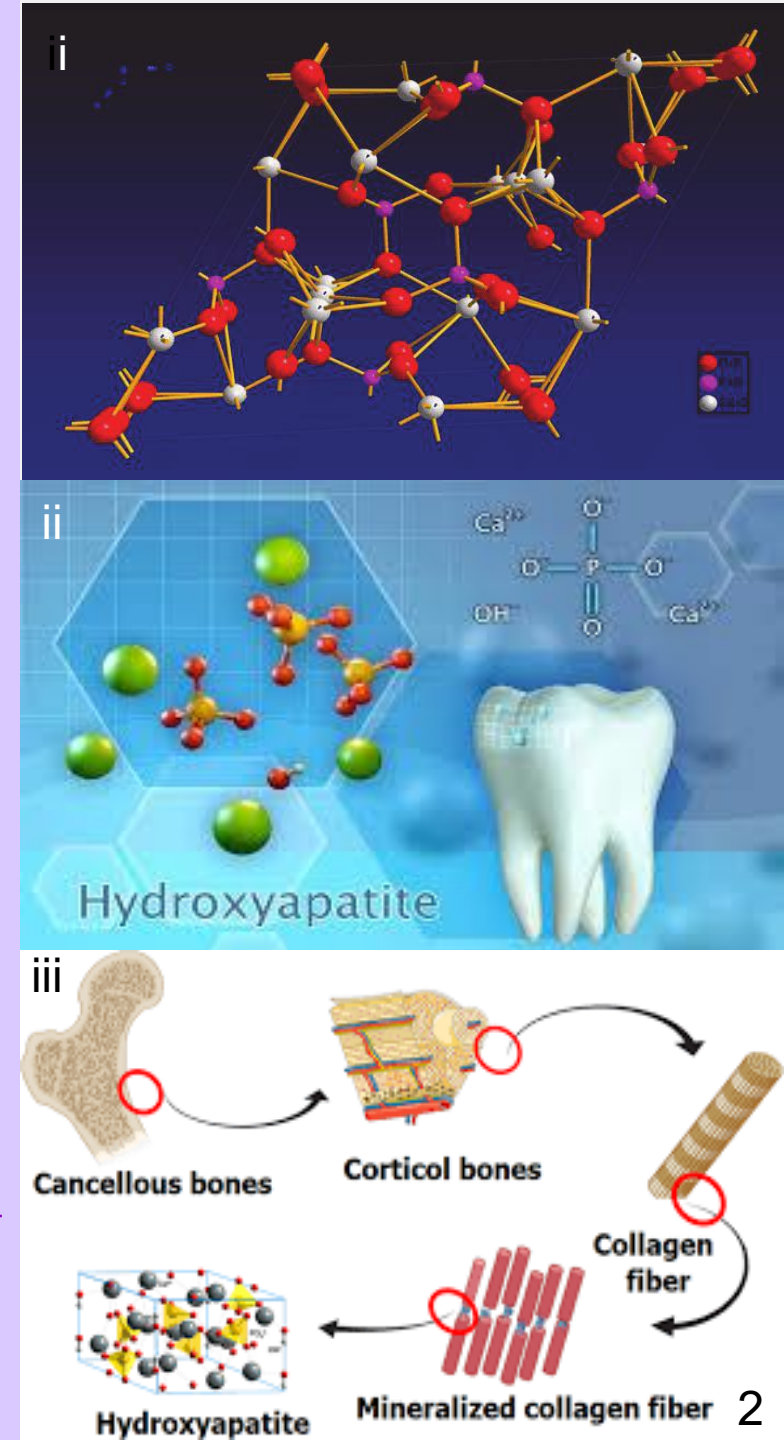 ii
ii
Ca²⁺
O⁻
O⁻ P O⁻
OH⁻
O
Ca²⁺
Hydroxyapatite
iii
Cancellous bones
Corticol bones
Collagen
fiber
Mineralized collagen fiber
Hydroxyapatite
2